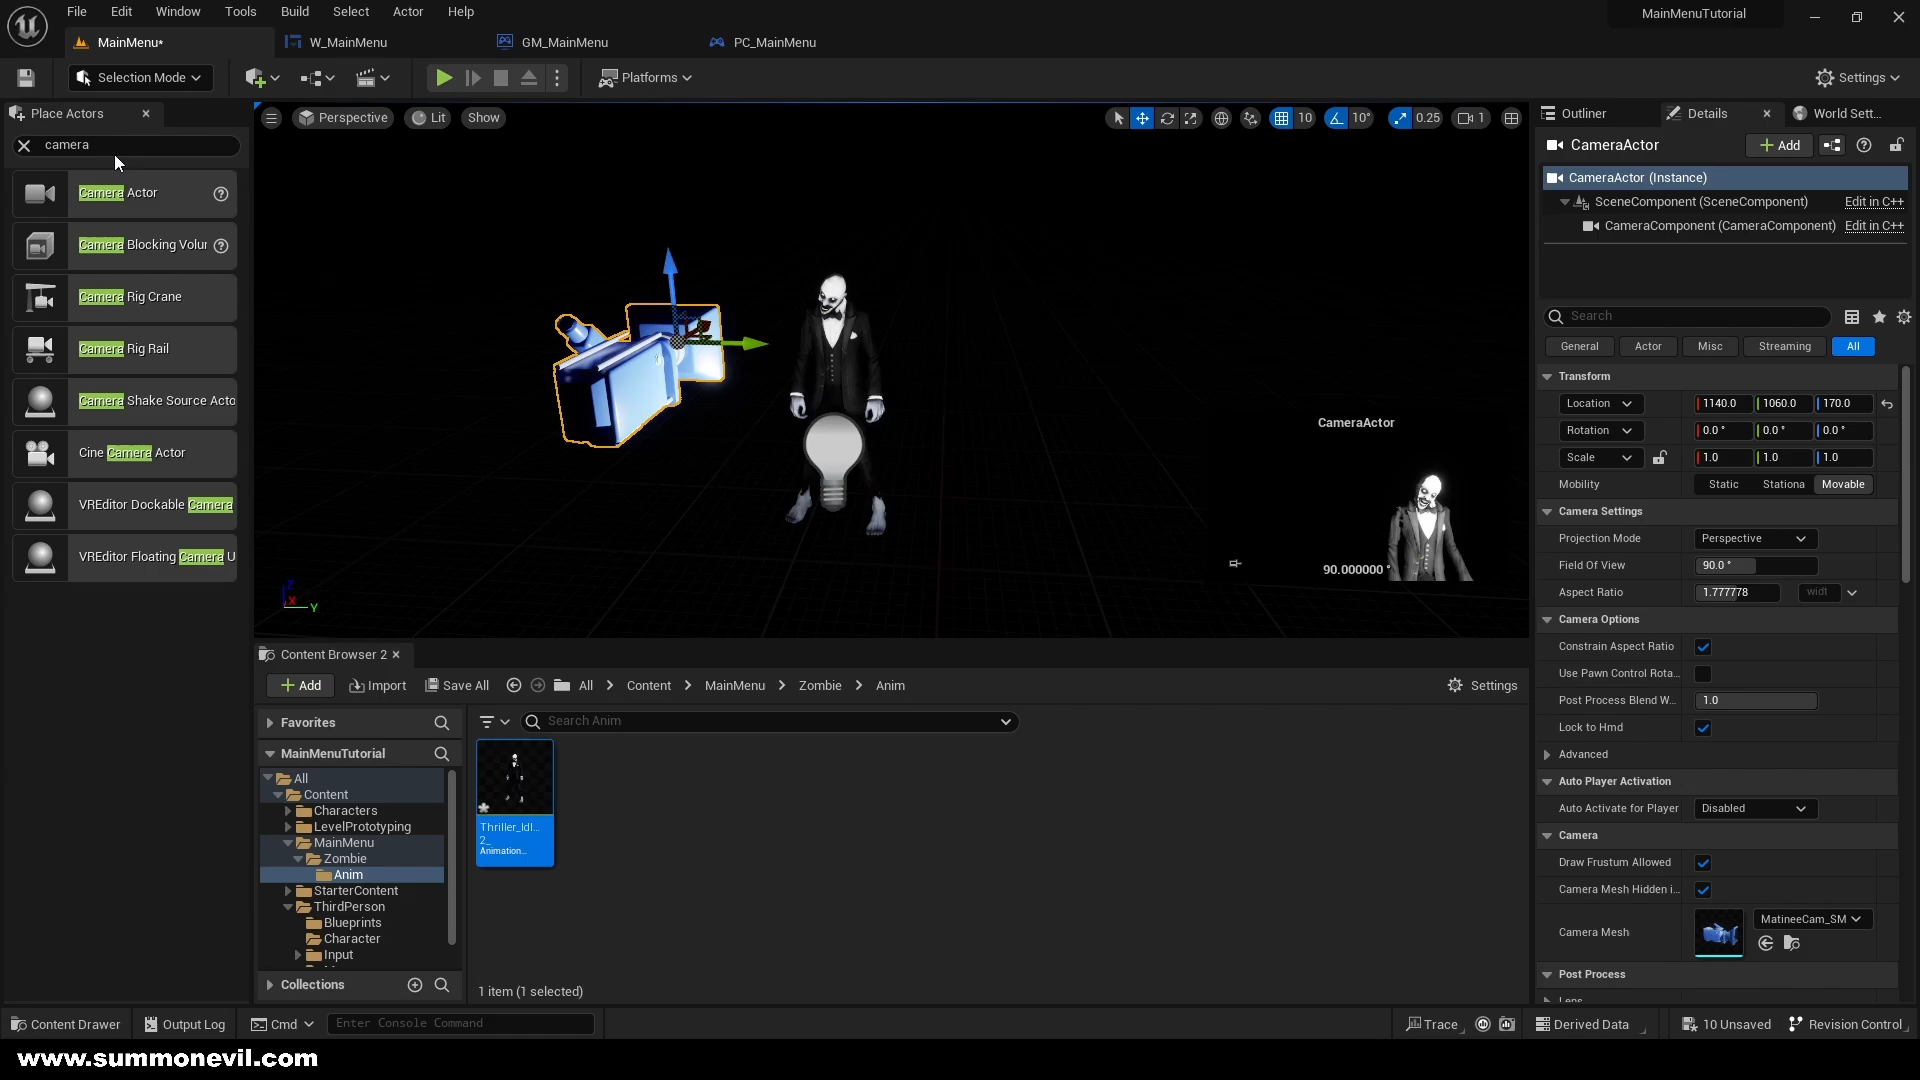 File Edit Window Tools Build Select Actor Help
MainMenuTutorial
MainMenu*
W_MainMenu
GM_MainMenu
PC_MainMenu
Selection Mode
Platforms
Settings
Place Actors
camera
Camera Actor
Camera Blocking Volur
Camera Rig Crane
Camera Rig Rail
Camera Shake Source Acto
Cine Camera Actor
VREditor Dockable Camera
VREditor Floating Camera U
Perspective
Lit
Show
10
10°
0.25
1
CameraActor
90.000000 °
X
Y
Outliner
Details
World Sett...
CameraActor
Add
CameraActor (Instance)
SceneComponent (SceneComponent) Edit in C++
CameraComponent (CameraComponent) Edit in C++
Search
General Actor Misc Streaming All
Transform
Location 1140.0 1060.0 170.0
Rotation 0.0 ° 0.0 ° 0.0 °
Scale 1.0 1.0 1.0
Mobility Static Stationa Movable
Camera Settings
Projection Mode Perspective
Field Of View 90.0 °
Aspect Ratio 1.777778 widt
Camera Options
Constrain Aspect Ratio
Use Pawn Control Rota...
Post Process Blend W... 1.0
Lock to Hmd
Advanced
Auto Player Activation
Auto Activate for Player Disabled
Camera
Draw Frustum Allowed
Camera Mesh Hidden i...
Camera Mesh MatineeCam_SM
Post Process
Lens
Content Browser 2
Add Import Save All All Content MainMenu Zombie Anim Settings
Favorites
MainMenuTutorial
All
Content
Characters
LevelPrototyping
MainMenu
Zombie
Anim
StarterContent
ThirdPerson
Blueprints
Character
Input
Collections
Search Anim
Thriller_Idl...
2_
Animation...
1 item (1 selected)
Content Drawer Output Log Cmd Enter Console Command Trace Derived Data 10 Unsaved Revision Control
www.summonevil.com